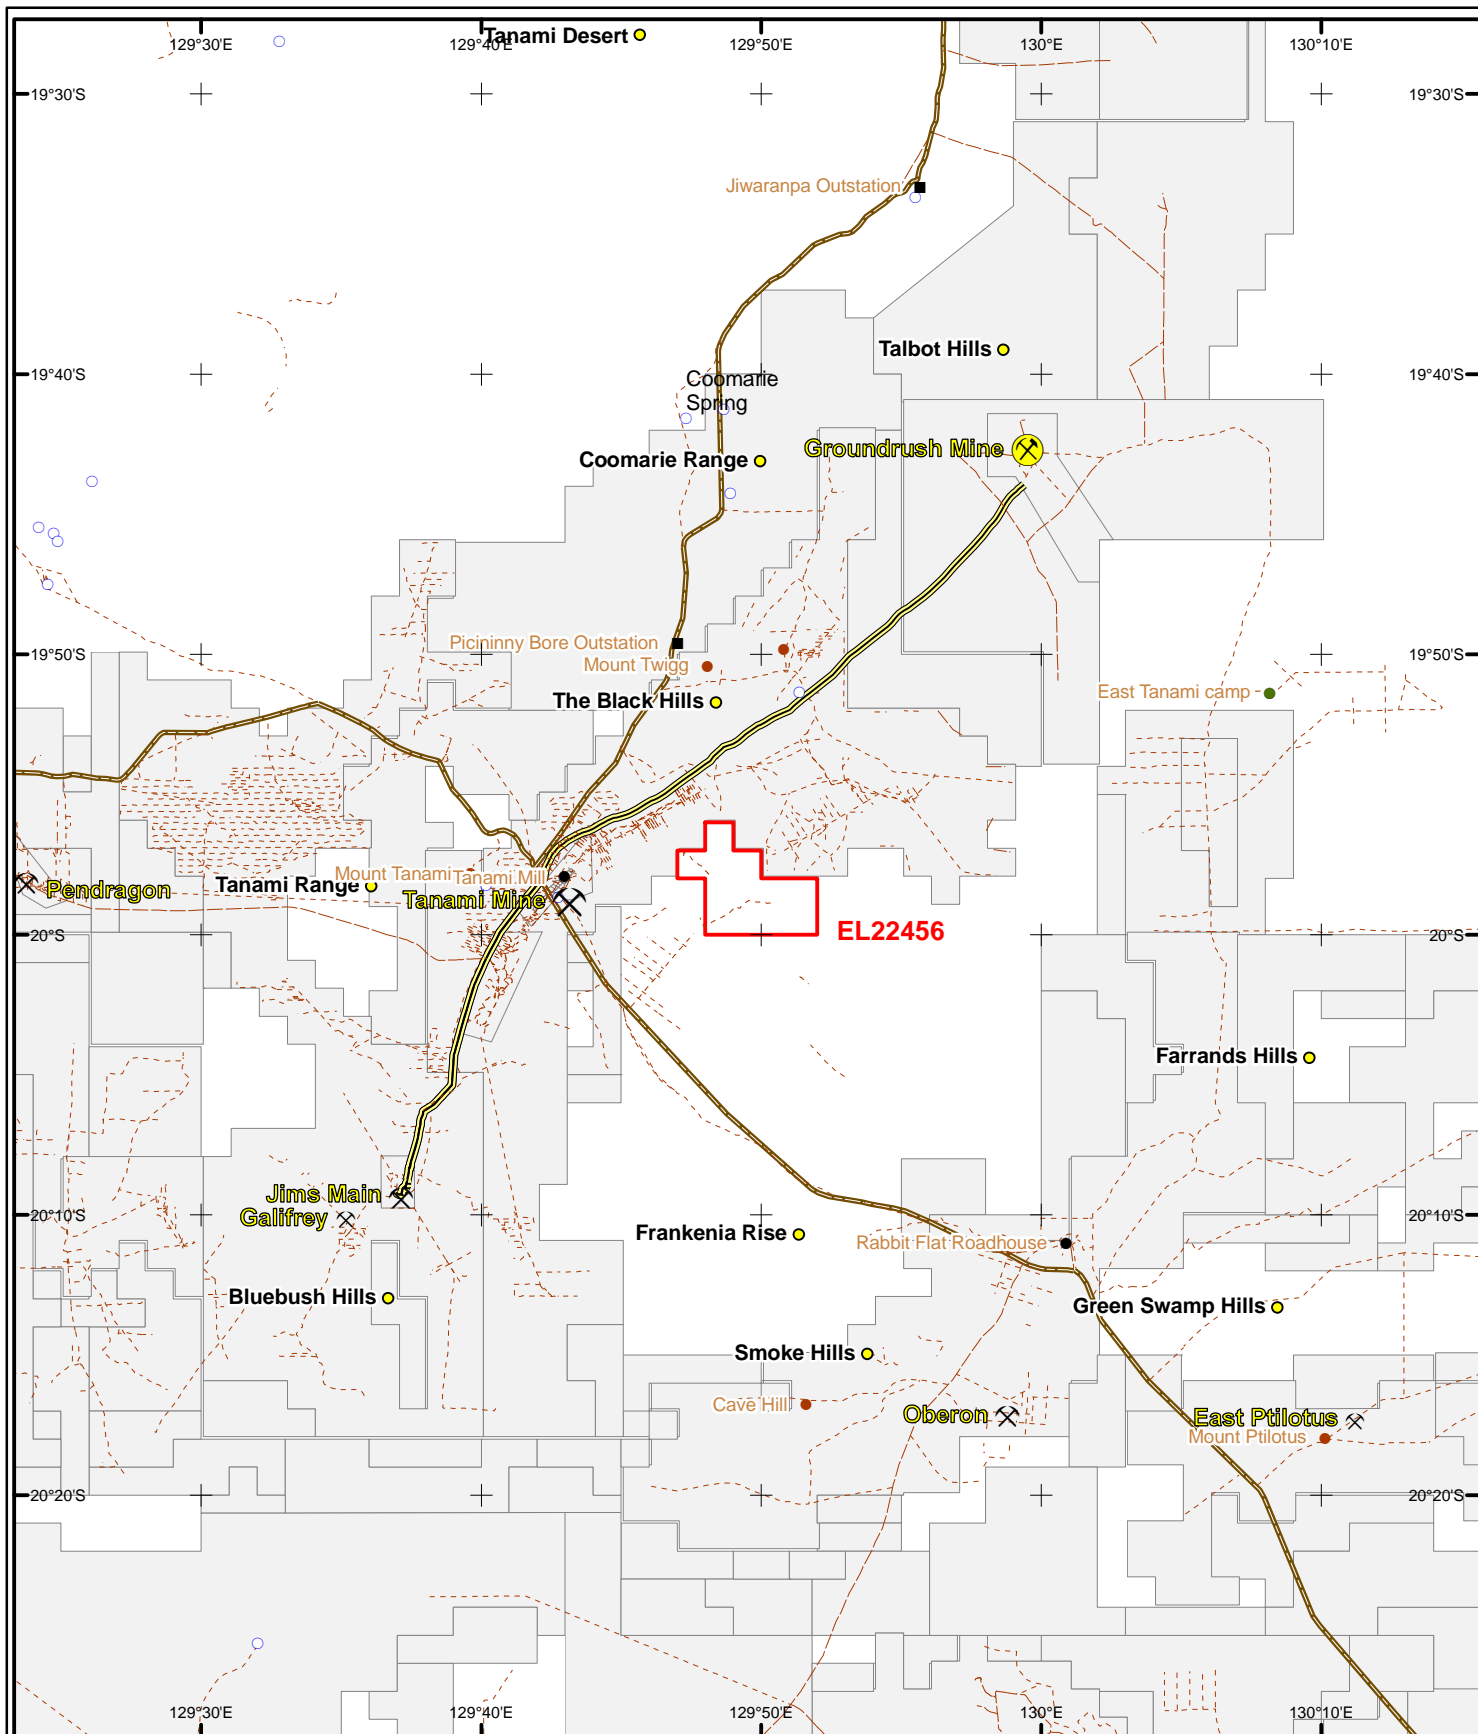 Tanami Desert
129°30'E
129°40'E
129°50'E
130°E
130°10'E
19°30'S
19°30'S
Jiwaranpa Outstation
Talbot Hills
19°40'S
19°40'S
Coomarie
Spring
Groundrush Mine
Coomarie Range
Picininny Bore Outstation
19°50'S
19°50'S
Mount Twigg
East Tanami camp
The Black Hills
Mount Tanami
Tanami Mill
Pendragon
Tanami Range
Tanami Mine
EL22456
20°S
20°S
Farrands Hills
Jims Main
Galifrey
20°10'S
20°10'S
Frankenia Rise
Rabbit Flat Roadhouse
Bluebush Hills
Green Swamp Hills
Smoke Hills
Cave Hill
Oberon
East Ptilotus
Mount Ptilotus
20°20'S
20°20'S
129°30'E
129°40'E
129°50'E
130°E
130°10'E